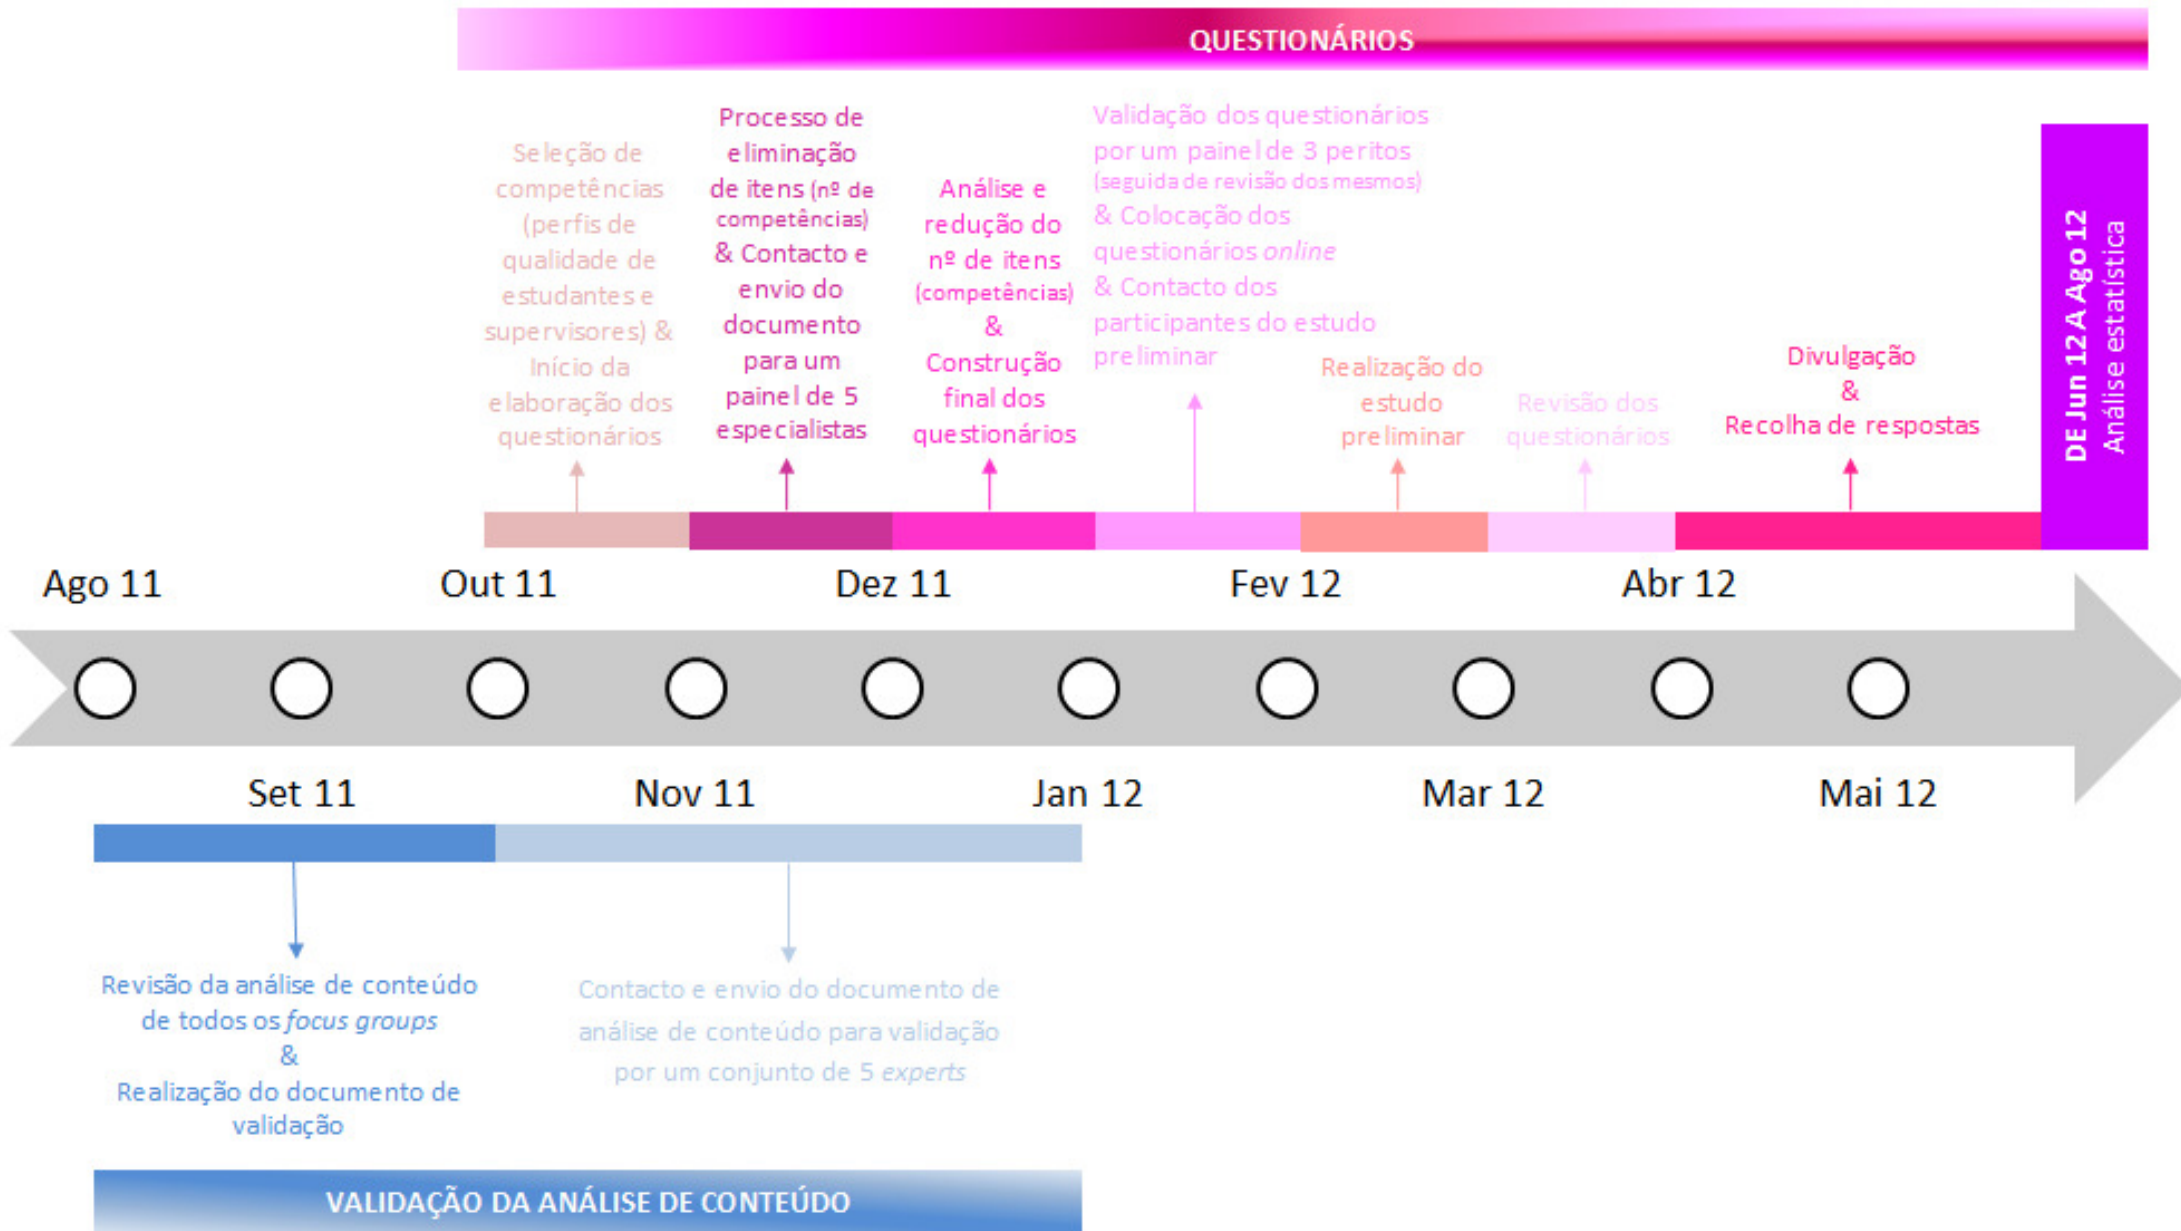 QUESTIONÁRIOS
Seleção de
competências
(perfis de
qualidade de
estudantes e
supervisores) &
Início da
elaboração dos
questionários
Processo de
eliminação
de itens (nº de
competências)
& Contacto e
envio do
documento
para um
painel de 5
especialistas
Análise e
redução do
nº de itens
(competências)
&
Construção
final dos
questionários
Validação dos questionários
por um painel de 3 peritos
(seguida de revisão dos mesmos)
& Colocação dos
questionários online
& Contacto dos
participantes do estudo
preliminar
Realização do
estudo
preliminar
Revisão dos
questionários
Divulgação
&
Recolha de respostas
DE Jun 12 A Ago 12
Análise estatística
Ago 11
Out 11
Dez 11
Fev 12
Abr 12
Set 11
Nov 11
Jan 12
Mar 12
Mai 12
Revisão da análise de conteúdo
de todos os focus groups
&
Realização do documento de
validação
Contacto e envio do documento de
análise de conteúdo para validação
por um conjunto de 5 experts
VALIDAÇÃO DA ANÁLISE DE CONTEÚDO